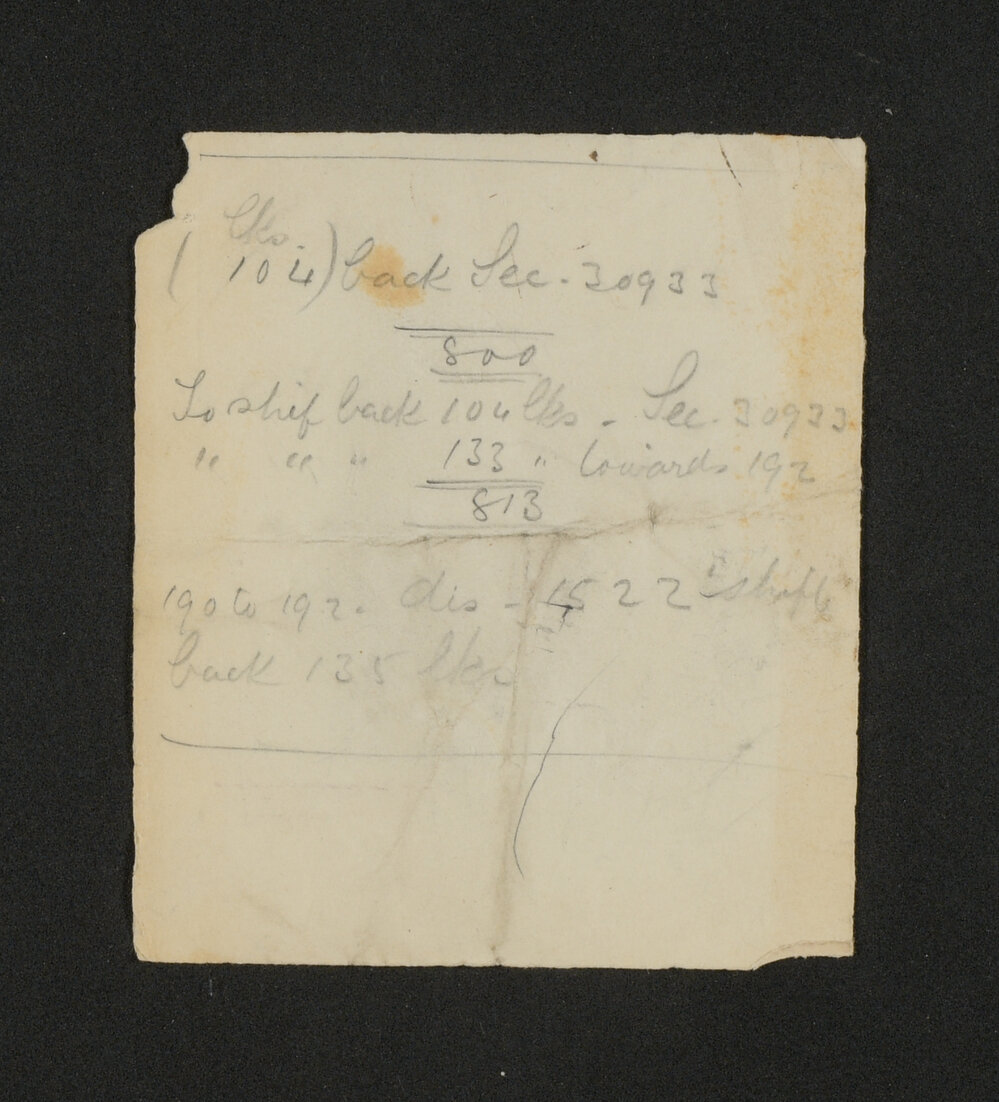 lks.
(104) back Sec. 30933
800
To shif back 104 lks - Sec. 30933
" " " 133 " towards 192
813
190 to 192. dis - 1522 shift
back 135 lks